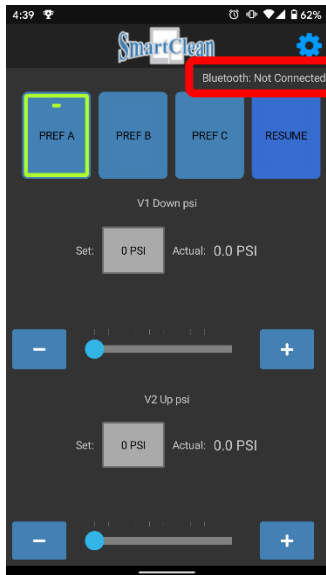 4:39 62%
SmartClean
Bluetooth: Not Connected
PREF A PREF B PREF C RESUME
V1 Down psi
Set: 0 PSI Actual: 0.0 PSI
− +
V2 Up psi
Set: 0 PSI Actual: 0.0 PSI
− +